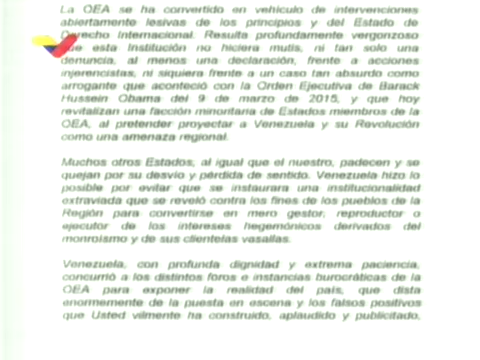 La OEA se ha convertido en vehículo de intervenciones
abiertamente lesivas de los principios y del Estado de
Derecho Internacional. Resulta profundamente vergonzoso
que esta Institución no hiciera mutis, ni tan solo una
denuncia, al menos una declaración, frente a acciones
injerencistas, ni siquiera frente a un caso tan absurdo como
arrogante que aconteció con la Orden Ejecutiva de Barack
Hussein Obama del 9 de marzo de 2015, y que hoy
revitalizan una facción minoritaria de Estados miembros de la
OEA, al pretender proyectar a Venezuela y su Revolución
como una amenaza regional.
Muchos otros Estados, al igual que el nuestro, padecen y se
quejan por su desvío y pérdida de sentido. Venezuela hizo lo
posible por evitar que se instaurara una institucionalidad
extraviada que se reveló contra los fines de los pueblos de la
Región para convertirse en mero gestor, reproductor o
ejecutor de los intereses hegemónicos derivados del
monroismo y de sus clientelas vasallas.
Venezuela, con profunda dignidad y extrema paciencia,
concurrió a los distintos foros e instancias burocráticas de la
OEA para exponer la realidad del país, que dista
enormemente de la puesta en escena y los falsos positivos
que Usted vilmente ha construido, aplaudido y publicitado,